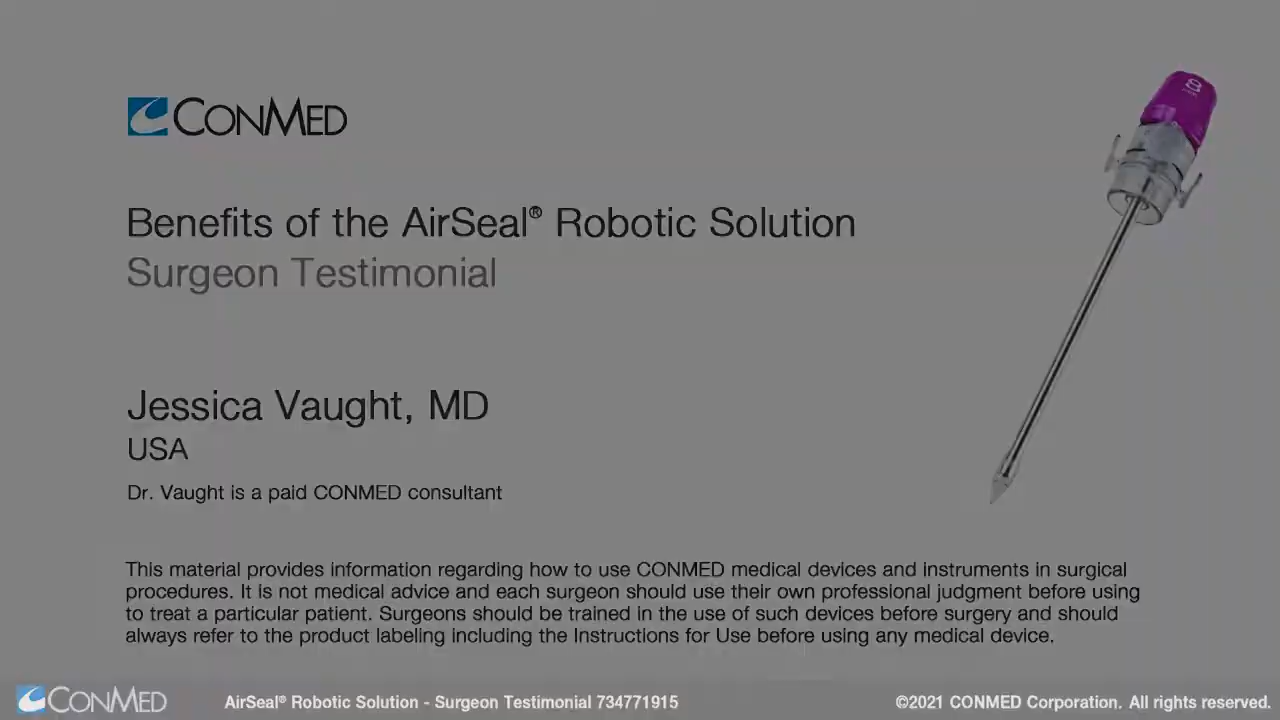 CONMED
8
Benefits of the AirSeal® Robotic Solution
Surgeon Testimonial
Jessica Vaught, MD
USA
Dr. Vaught is a paid CONMED consultant
This material provides information regarding how to use CONMED medical devices and instruments in surgical
procedures. It is not medical advice and each surgeon should use their own professional judgment before using
to treat a particular patient. Surgeons should be trained in the use of such devices before surgery and should
always refer to the product labeling including the Instructions for Use before using any medical device.
CONMED AirSeal® Robotic Solution - Surgeon Testimonial 734771915 ©2021 CONMED Corporation. All rights reserved.